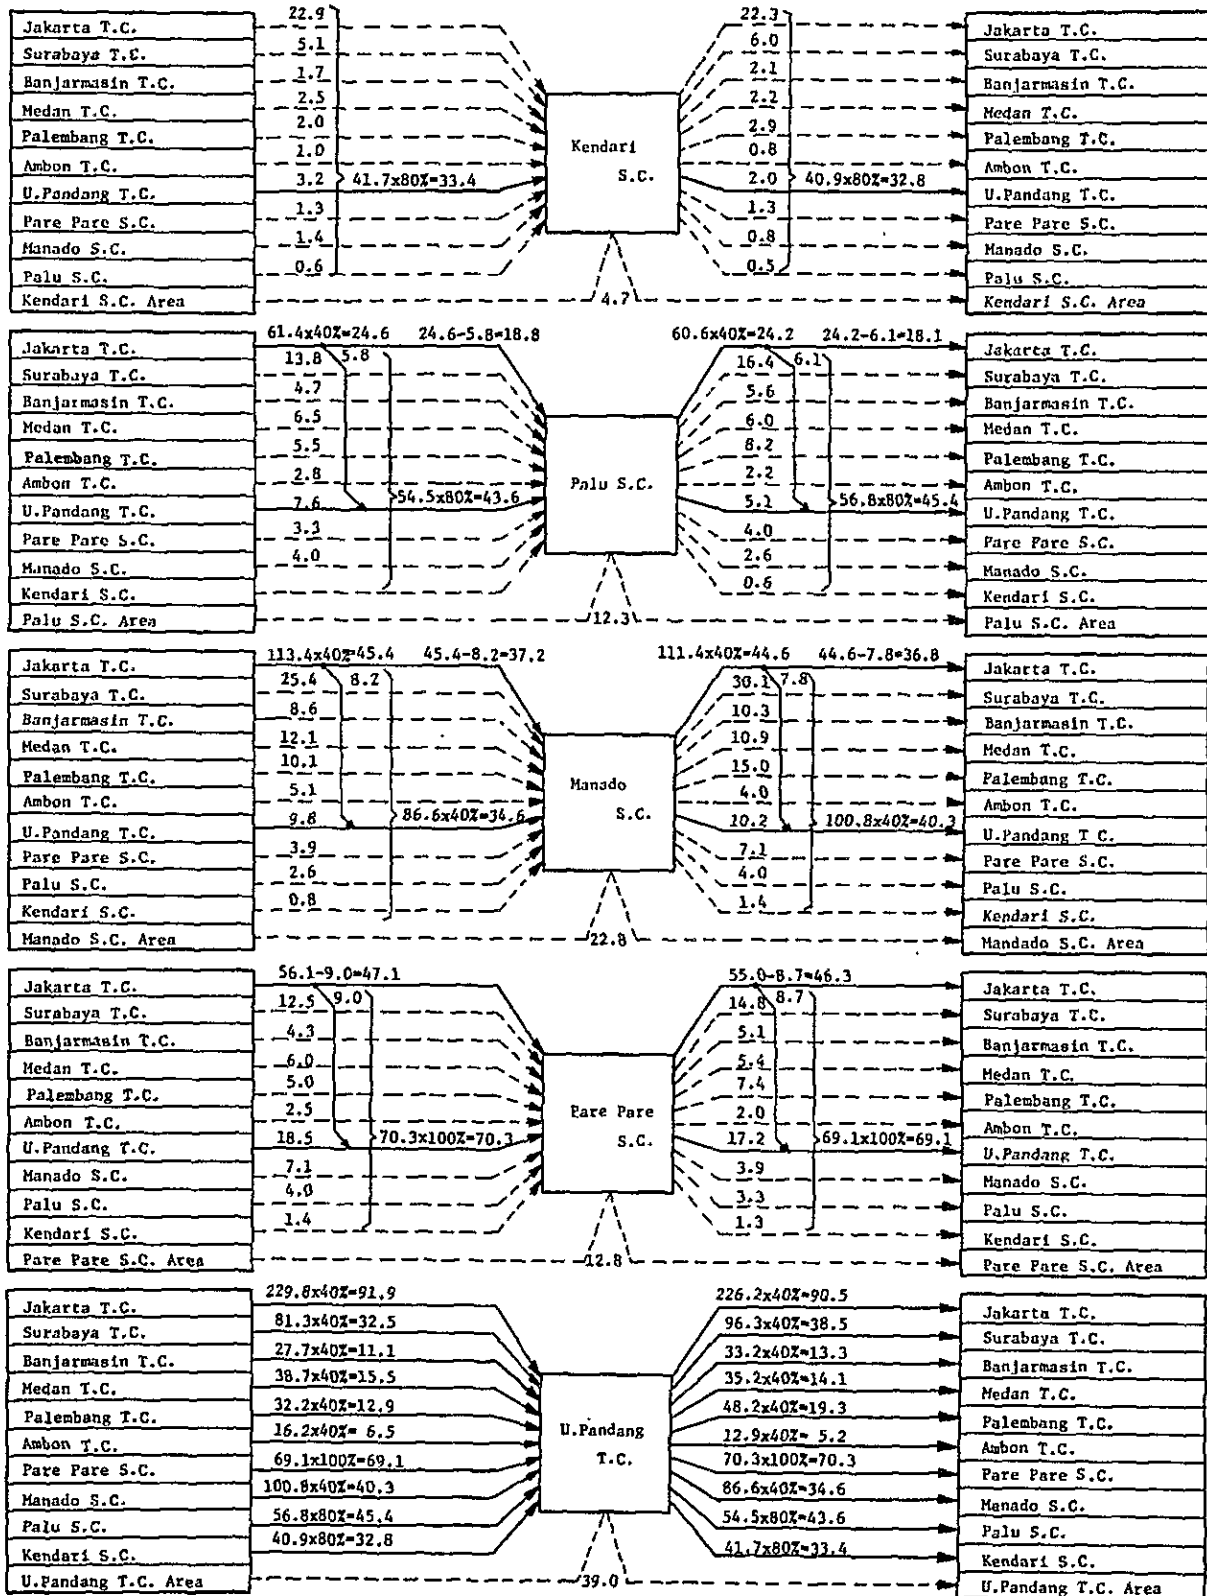 Jakarta T.C. 22.9 22.3 Jakarta T.C.
Surabaya T.C. 5.1 6.0 Surabaya T.C.
Banjarmasin T.C. 1.7 2.1 Banjarmasin T.C.
Medan T.C. 2.5 2.2 Medan T.C.
Palembang T.C. 2.0 Kendari 2.9 Palembang T.C.
Ambon T.C. 1.0 S.C. 0.8 Ambon T.C.
U.Pandang T.C. 3.2 41.7x80%=33.4 2.0 40.9x80%=32.8 U.Pandang T.C.
Pare Pare S.C. 1.3 1.3 Pare Pare S.C.
Manado S.C. 1.4 0.8 Manado S.C.
Palu S.C. 0.6 0.5 Palu S.C.
Kendari S.C. Area 4.7 Kendari S.C. Area
Jakarta T.C. 61.4x40%=24.6 24.6-5.8=18.8 60.6x40%=24.2 24.2-6.1=18.1 Jakarta T.C.
Surabaya T.C. 13.8 5.8 16.4 6.1 Surabaya T.C.
Banjarmasin T.C. 4.7 5.6 Banjarmasin T.C.
Medan T.C. 6.5 6.0 Medan T.C.
Palembang T.C. 5.5 8.2 Palembang T.C.
Ambon T.C. 2.8 Palu S.C. 2.2 Ambon T.C.
U.Pandang T.C. 7.6 54.5x80%=43.6 5.1 56.8x80%=45.4 U.Pandang T.C.
Pare Pare S.C. 3.3 4.0 Pare Pare S.C.
Manado S.C. 4.0 2.6 Manado S.C.
Kendari S.C. 0.6 Kendari S.C.
Palu S.C. Area 12.3 Palu S.C. Area
Jakarta T.C. 113.4x40%=45.4 45.4-8.2=37.2 111.4x40%=44.6 44.6-7.8=36.8 Jakarta T.C.
Surabaya T.C. 25.4 8.2 30.1 7.8 Surabaya T.C.
Banjarmasin T.C. 8.6 10.3 Banjarmasin T.C.
Medan T.C. 12.1 10.9 Medan T.C.
Palembang T.C. 10.1 Manado 15.0 Palembang T.C.
Ambon T.C. 5.1 S.C. 4.0 Ambon T.C.
U.Pandang T.C. 9.8 86.6x40%=34.6 10.2 100.8x40%=40.3 U.Pandang T C.
Pare Pare S.C. 3.9 7.1 Pare Pare S.C.
Palu S.C. 2.6 4.0 Palu S.C.
Kendari S.C. 0.8 1.4 Kendari S.C.
Manado S.C. Area 22.8 Mandado S.C. Area
Jakarta T.C. 56.1-9.0=47.1 55.0-8.7=46.3 Jakarta T.C.
Surabaya T.C. 12.5 9.0 14.8 8.7 Surabaya T.C.
Banjarmasin T.C. 4.3 5.1 Banjarmasin T.C.
Medan T.C. 6.0 5.4 Medan T.C.
Palembang T.C. 5.0 Pare Pare 7.4 Palembang T.C.
Ambon T.C. 2.5 S.C. 2.0 Ambon T.C.
U.Pandang T.C. 18.5 70.3x100%=70.3 17.2 69.1x100%=69.1 U.Pandang T.C.
Manado S.C. 7.1 3.9 Manado S.C.
Palu S.C. 4.0 3.3 Palu S.C.
Kendari S.C. 1.4 1.3 Kendari S.C.
Pare Pare S.C. Area 12.8 Pare Pare S.C. Area
Jakarta T.C. 229.8x40%=91.9 226.2x40%=90.5 Jakarta T.C.
Surabaya T.C. 81.3x40%=32.5 96.3x40%=38.5 Surabaya T.C.
Banjarmasin T.C. 27.7x40%=11.1 33.2x40%=13.3 Banjarmasin T.C.
Medan T.C. 38.7x40%=15.5 35.2x40%=14.1 Medan T.C.
Palembang T.C. 32.2x40%=12.9 U.Pandang 48.2x40%=19.3 Palembang T.C.
Ambon T.C. 16.2x40%= 6.5 T.C. 12.9x40%= 5.2 Ambon T.C.
Pare Pare S.C. 69.1x100%=69.1 70.3x100%=70.3 Pare Pare S.C.
Manado S.C. 100.8x40%=40.3 86.6x40%=34.6 Manado S.C.
Palu S.C. 56.8x80%=45.4 54.5x80%=43.6 Palu S.C.
Kendari S.C. 40.9x80%=32.8 41.7x80%=33.4 Kendari S.C.
U.Pandang T.C. Area 39.0 U.Pandang T.C. Area